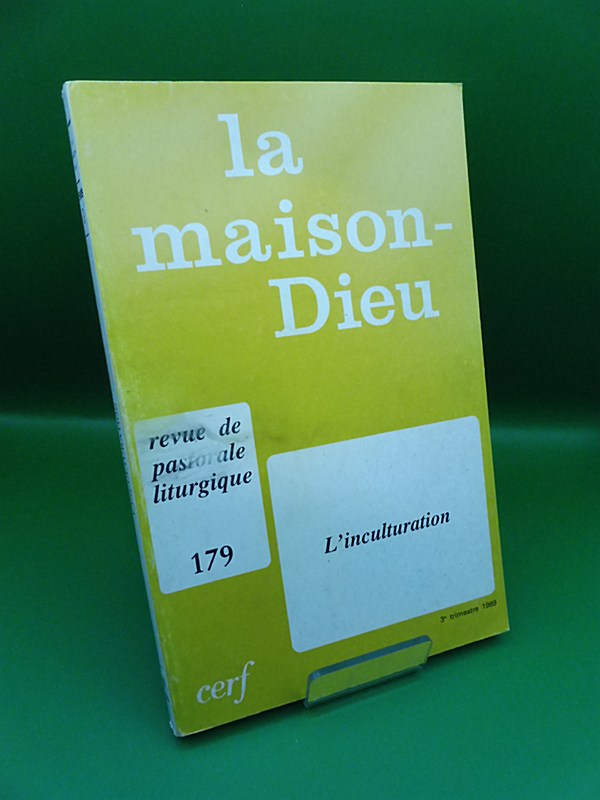 la
maison-
Dieu
revue de
pastorale
liturgique
179
L'inculturation
3e trimestre 1989
cerf